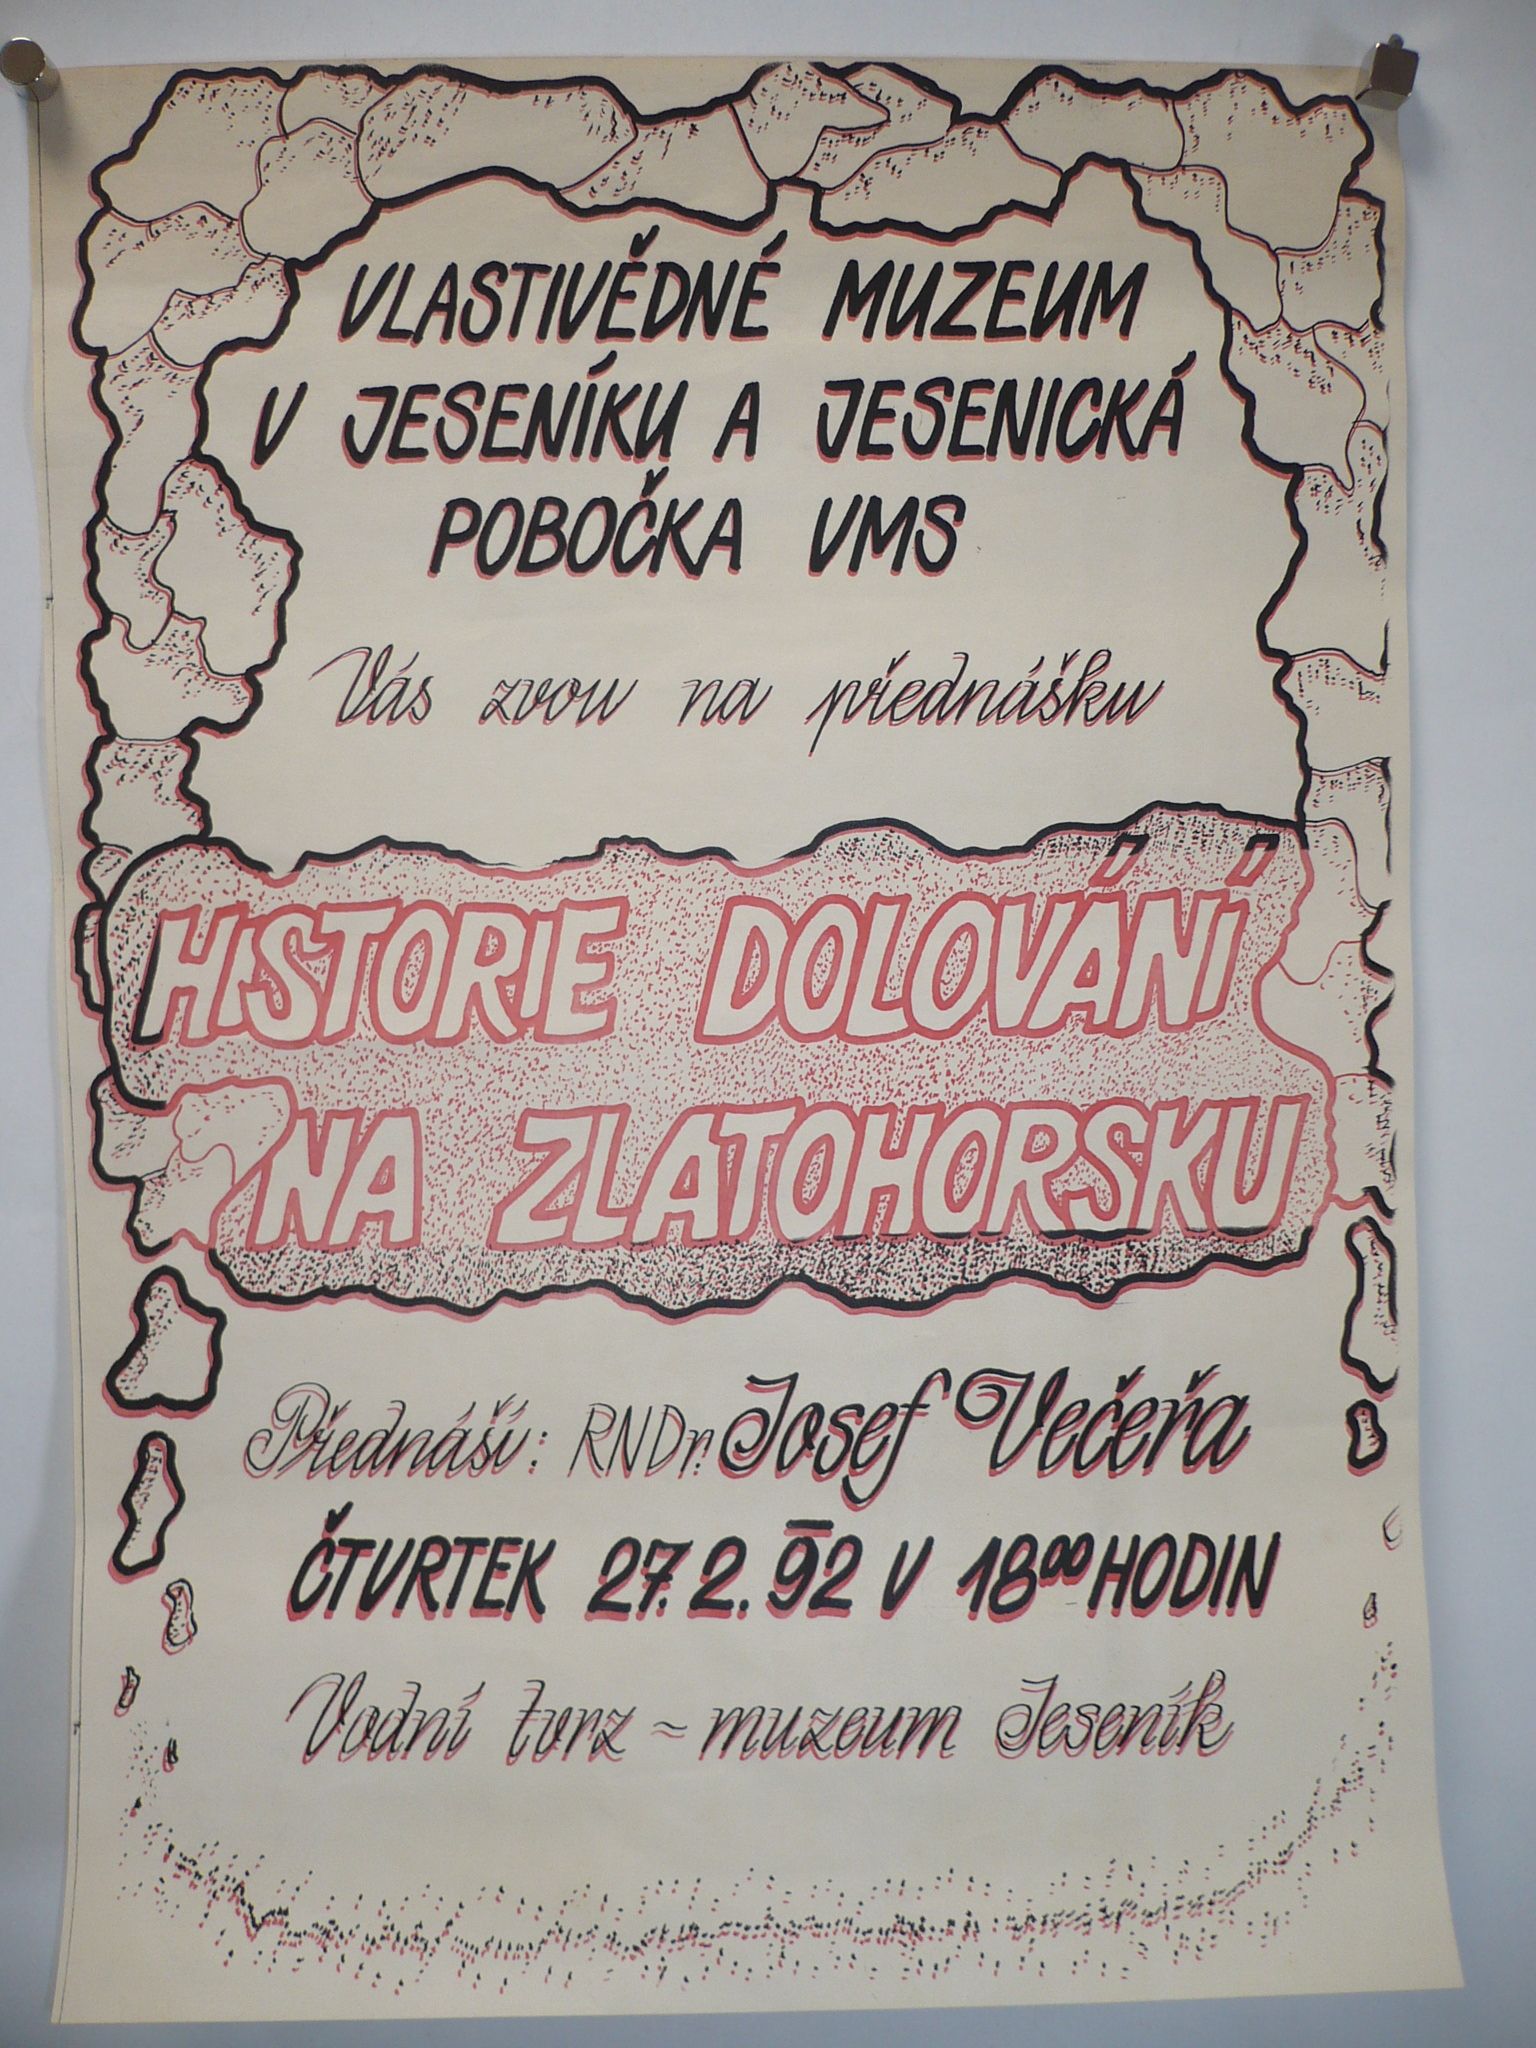 VLASTIVĚDNÉ MUZEUM
V JESENÍKU A JESENICKÁ
POBOČKA VMS
Vás zvou na přednášku
HISTORIE DOLOVÁNÍ
NA ZLATOHORSKU
Přednáší: RNDr. Josef Večeřa
ČTVRTEK 27. 2. 92 V 18⁰⁰ HODIN
Vodní tvrz ~ muzeum Jeseník